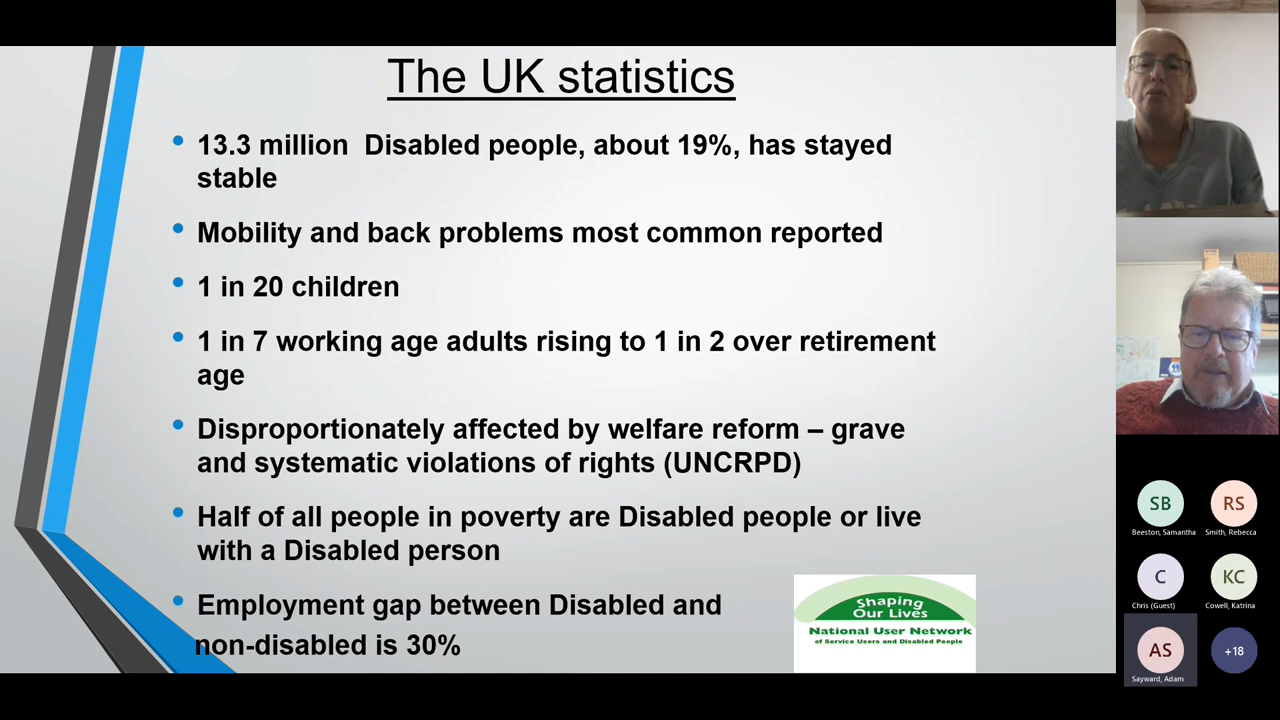 The UK statistics
• 13.3 million  Disabled people, about 19%, has stayed
stable
• Mobility and back problems most common reported
• 1 in 20 children
• 1 in 7 working age adults rising to 1 in 2 over retirement
age
• Disproportionately affected by welfare reform – grave
and systematic violations of rights (UNCRPD)
• Half of all people in poverty are Disabled people or live
with a Disabled person
• Employment gap between Disabled and
non-disabled is 30%
Shaping
Our Lives
National User Network
of Service Users and Disabled People
SB
Beeston, Samantha
RS
Smith, Rebecca
C
Chris (Guest)
KC
Cowell, Katrina
AS
Sayward, Adam
+18